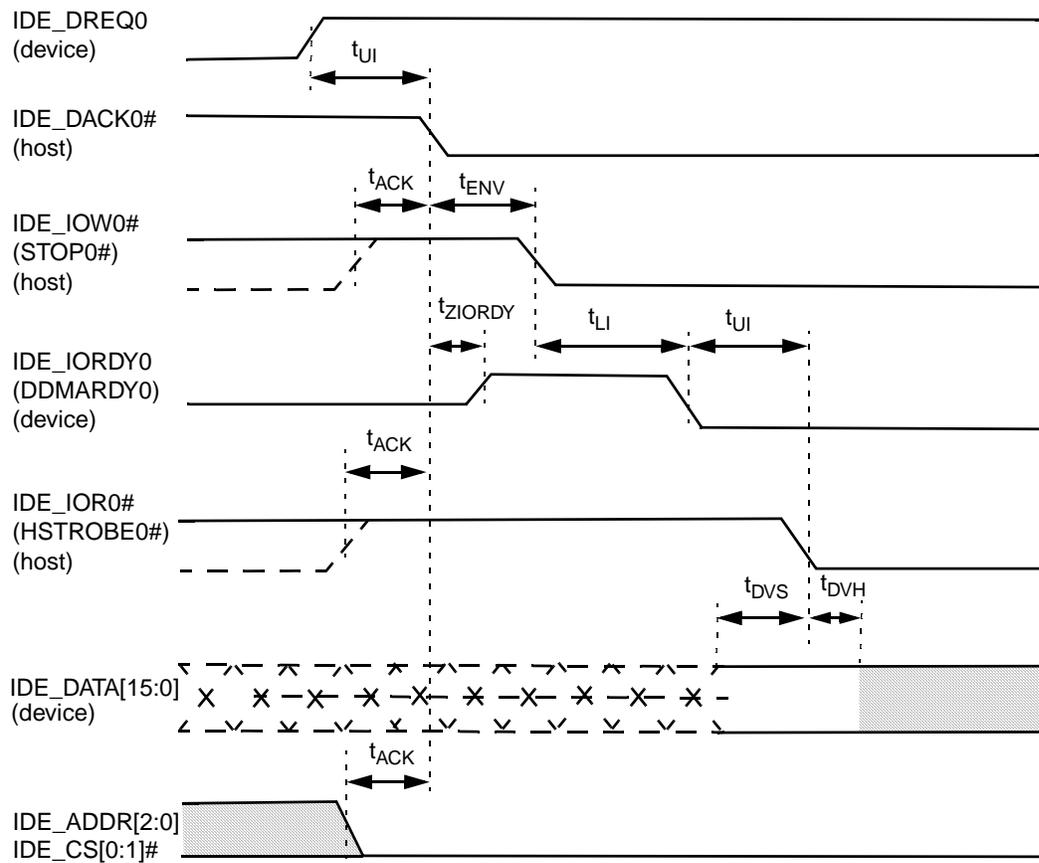 IDE_DREQ0
(device)
tUI
IDE_DACK0#
(host)
tACK
tENV
IDE_IOW0#
(STOP0#)
(host)
tZIORDY
tLI
tUI
IDE_IORDY0
(DDMARDY0)
(device)
tACK
IDE_IOR0#
(HSTROBE0#)
(host)
tDVS
tDVH
IDE_DATA[15:0]
(device)
tACK
IDE_ADDR[2:0]
IDE_CS[0:1]#